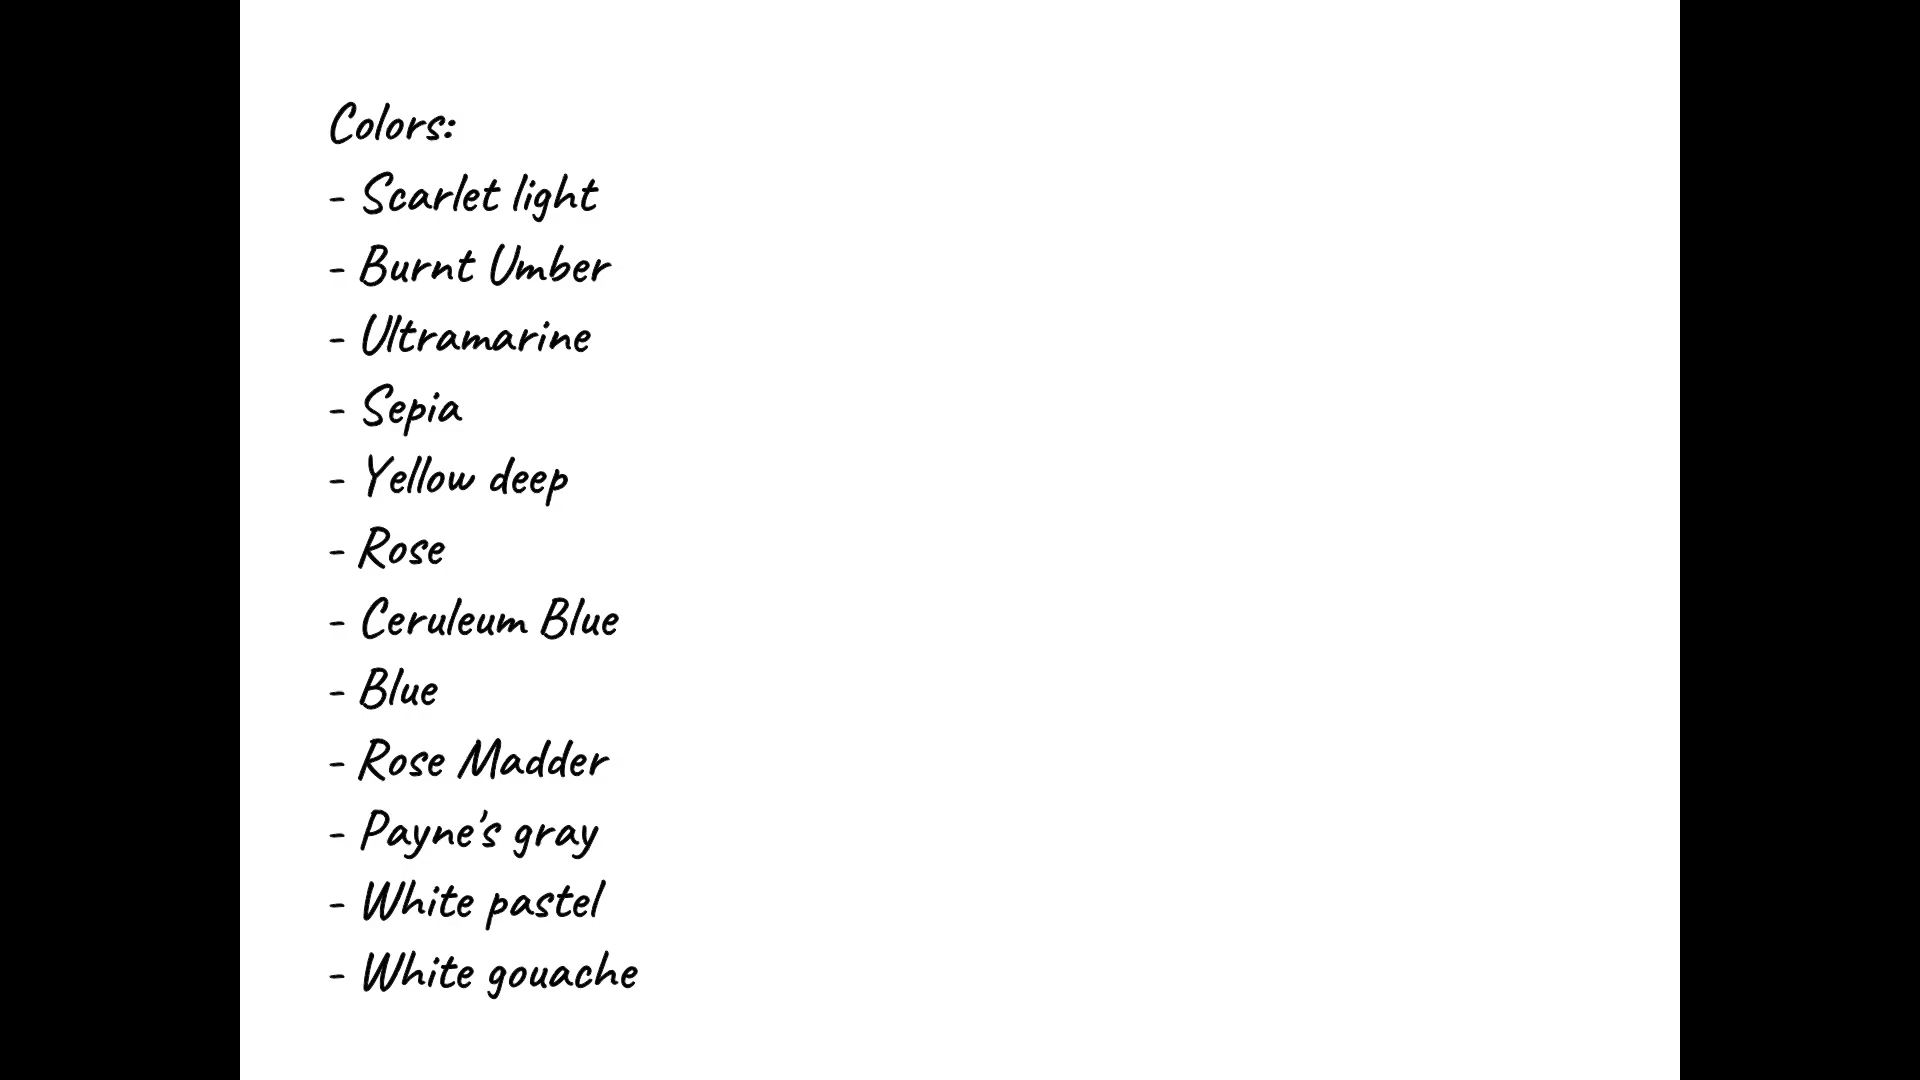 Colors:
- Scarlet light
- Burnt Umber
- Ultramarine
- Sepia
- Yellow deep
- Rose
- Ceruleum Blue
- Blue
- Rose Madder
- Payne's gray
- White pastel
- White gouache